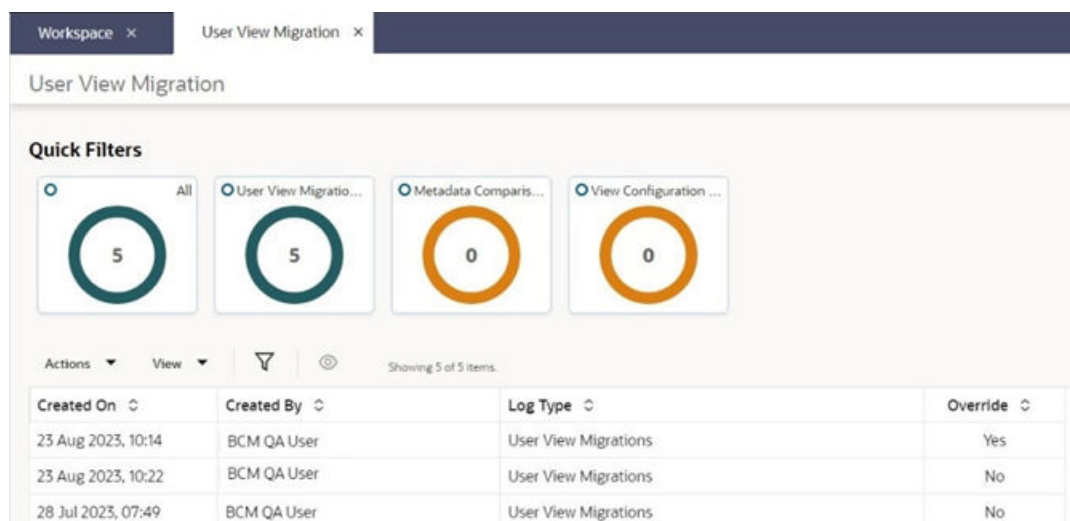 Workspace × User View Migration ×
User View Migration
Quick Filters
All User View Migratio... Metadata Comparis... View Configuration ...
5 5 0 0
Actions View Showing 5 of 5 items.
Created On Created By Log Type Override
23 Aug 2023, 10:14 BCM QA User User View Migrations Yes
23 Aug 2023, 10:22 BCM QA User User View Migrations No
28 Jul 2023, 07:49 BCM QA User User View Migrations No